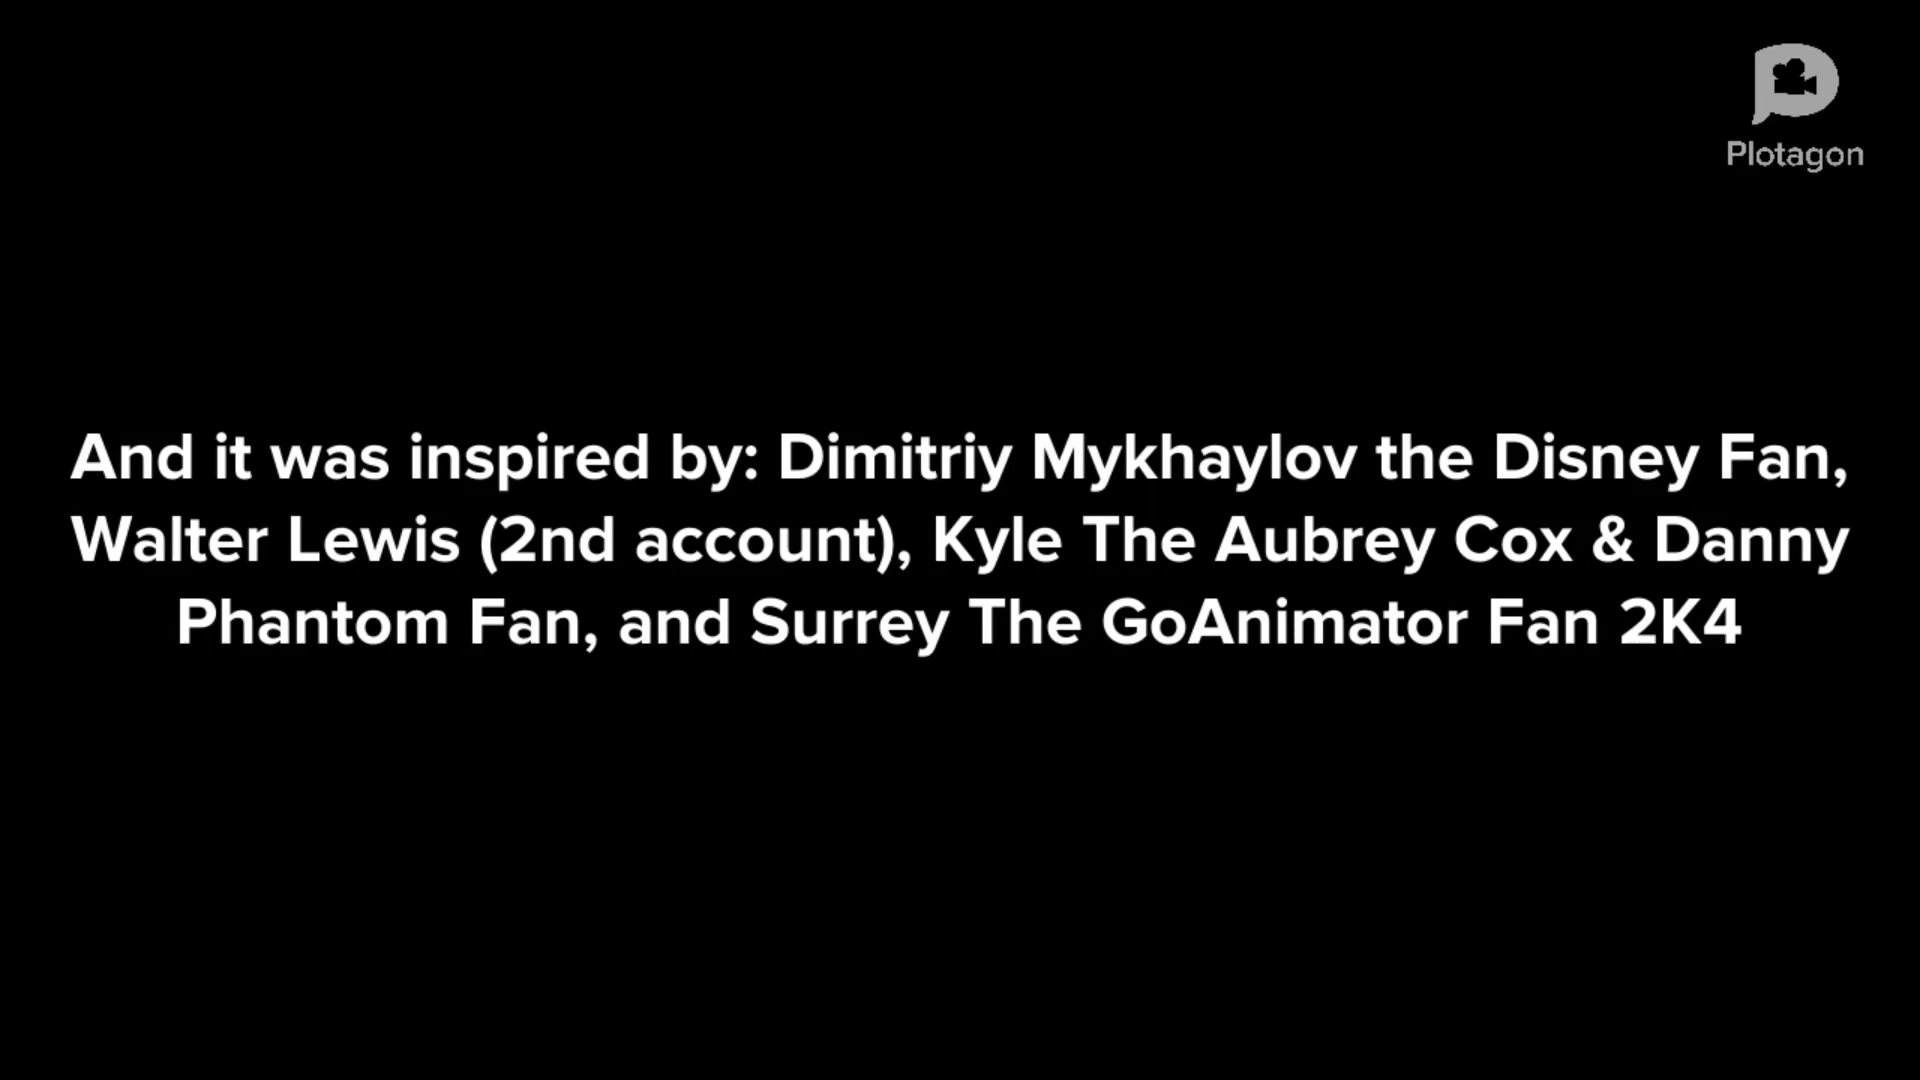 Plotagon
And it was inspired by: Dimitriy Mykhaylov the Disney Fan,
Walter Lewis (2nd account), Kyle The Aubrey Cox & Danny
Phantom Fan, and Surrey The GoAnimator Fan 2K4